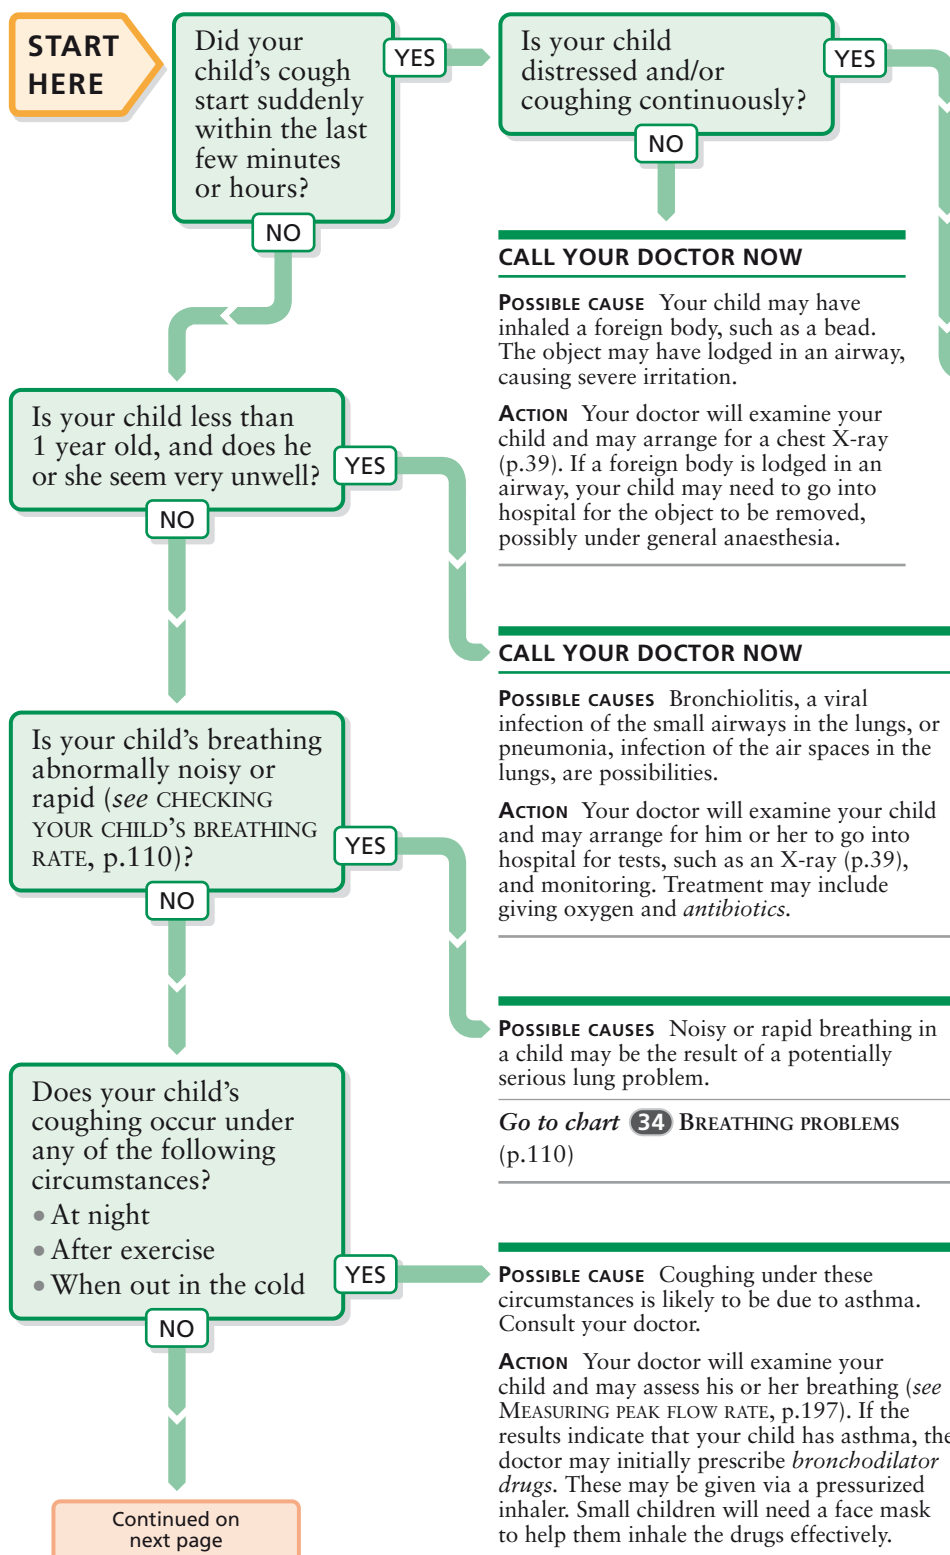 START
HERE
Did your
child's cough
start suddenly
within the last
few minutes
or hours?
YES
NO
Is your child
distressed and/or
coughing continuously?
YES
NO
CALL YOUR DOCTOR NOW
POSSIBLE CAUSE Your child may have
inhaled a foreign body, such as a bead.
The object may have lodged in an airway,
causing severe irritation.
ACTION Your doctor will examine your
child and may arrange for a chest X-ray
(p.39). If a foreign body is lodged in an
airway, your child may need to go into
hospital for the object to be removed,
possibly under general anaesthesia.
Is your child less than
1 year old, and does he
or she seem very unwell?
YES
NO
CALL YOUR DOCTOR NOW
POSSIBLE CAUSES Bronchiolitis, a viral
infection of the small airways in the lungs, or
pneumonia, infection of the air spaces in the
lungs, are possibilities.
ACTION Your doctor will examine your child
and may arrange for him or her to go into
hospital for tests, such as an X-ray (p.39),
and monitoring. Treatment may include
giving oxygen and antibiotics.
Is your child's breathing
abnormally noisy or
rapid (see CHECKING
YOUR CHILD'S BREATHING
RATE, p.110)?
YES
NO
POSSIBLE CAUSES Noisy or rapid breathing in
a child may be the result of a potentially
serious lung problem.
Go to chart 34 BREATHING PROBLEMS
(p.110)
Does your child's
coughing occur under
any of the following
circumstances?
• At night
• After exercise
• When out in the cold
YES
NO
POSSIBLE CAUSE Coughing under these
circumstances is likely to be due to asthma.
Consult your doctor.
ACTION Your doctor will examine your
child and may assess his or her breathing (see
MEASURING PEAK FLOW RATE, p.197). If the
results indicate that your child has asthma, the
doctor may initially prescribe bronchodilator
drugs. These may be given via a pressurized
inhaler. Small children will need a face mask
to help them inhale the drugs effectively.
Continued on
next page